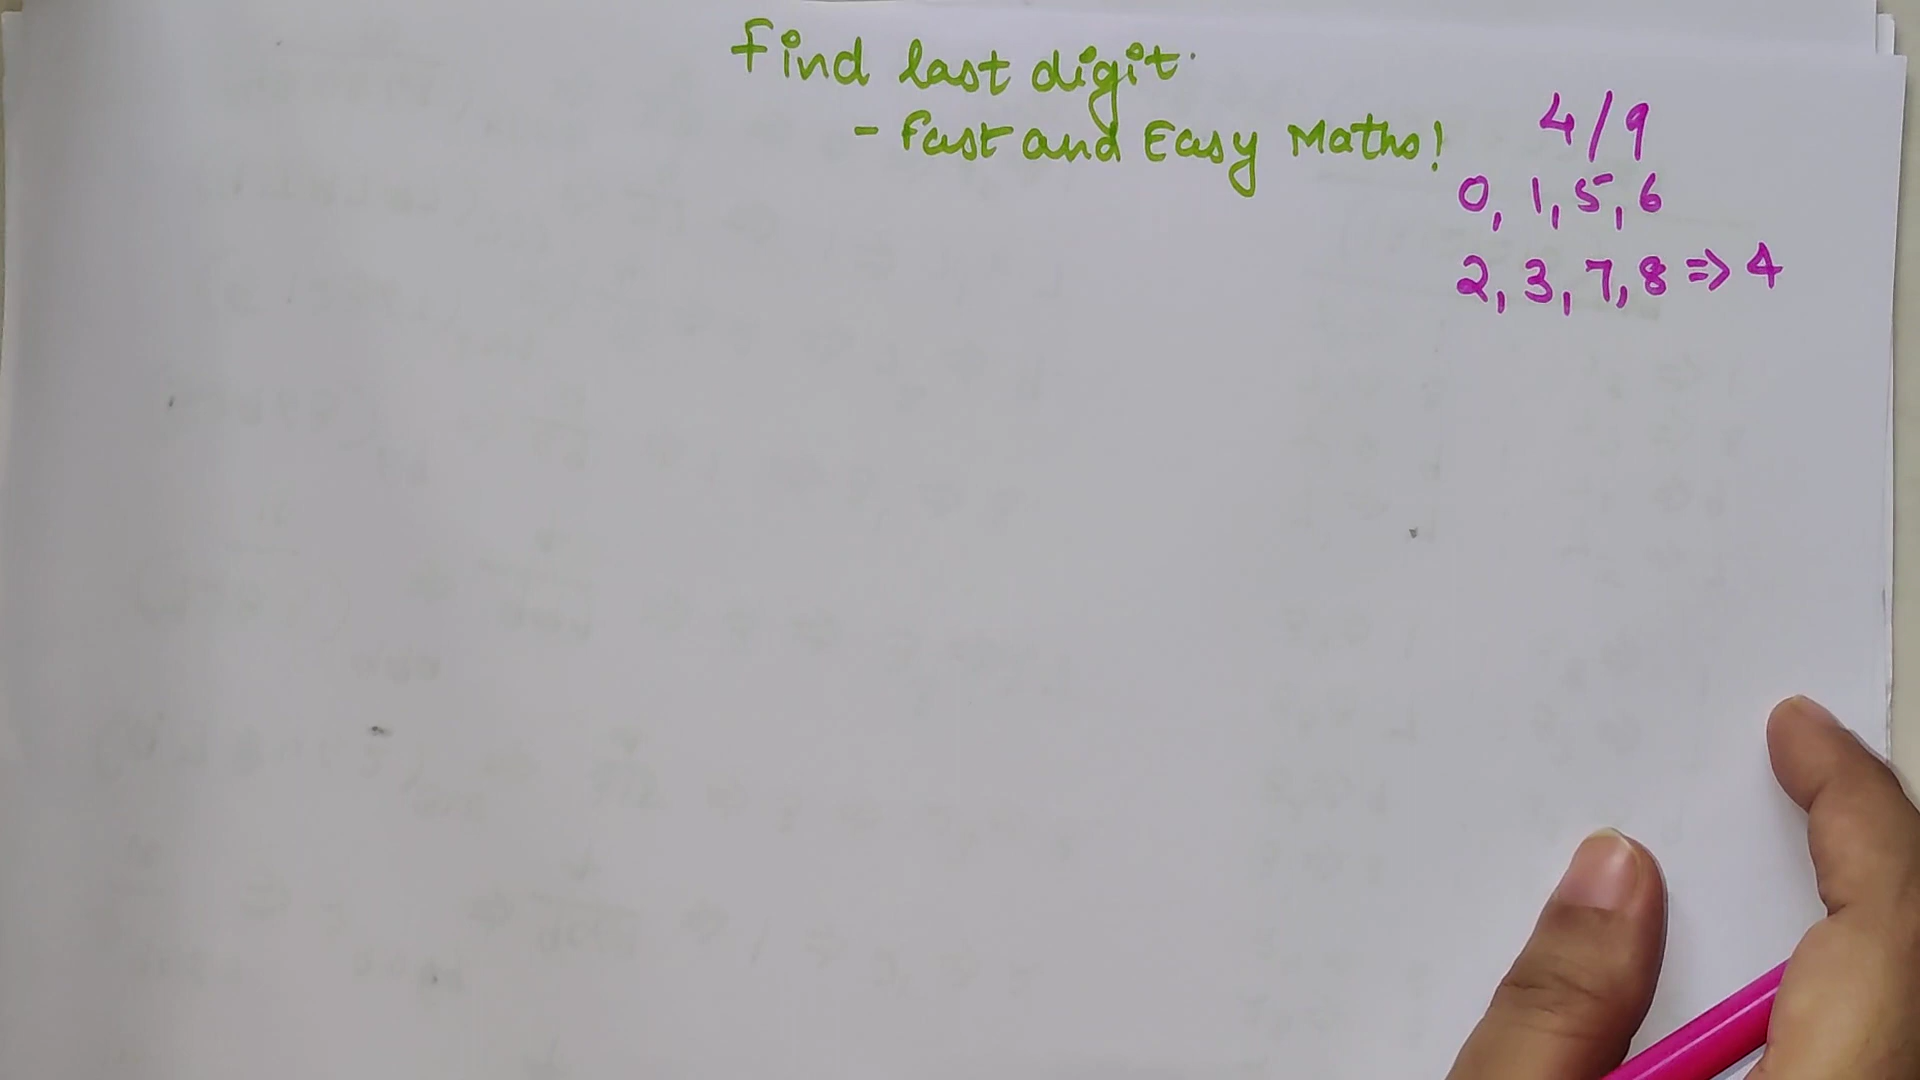 Find last digit.
- Fast and Easy Maths!
4/9
0, 1, 5, 6
2, 3, 7, 8 => 4